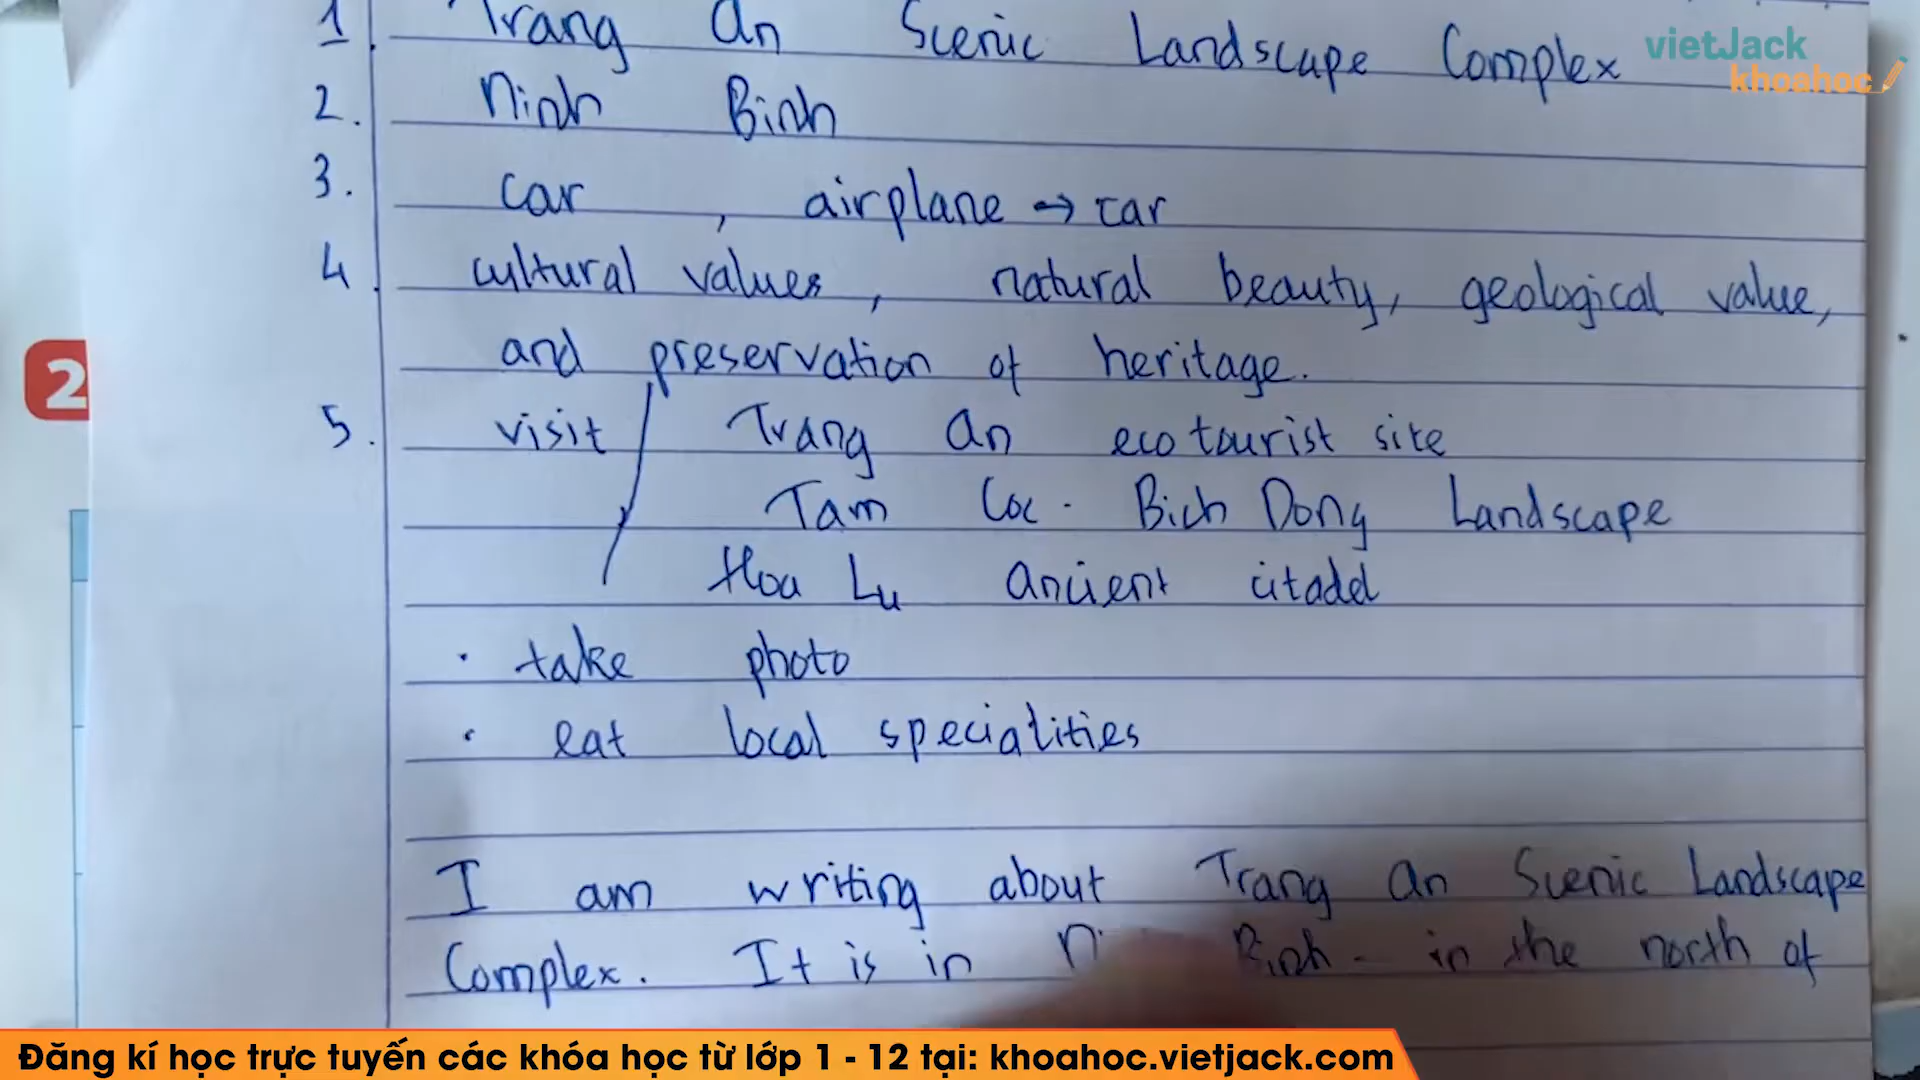 1. Trang An Scenic Landscape Complex
vietJack
khoahoc
2. Ninh Binh
3. car , airplane → car
4. cultural values , natural beauty, geological value,
and preservation of heritage.
2
5. visit Trang An eco tourist site
Tam Coc - Bich Dong Landscape
Hoa Lu ancient citadel
· take photo
· eat local specialities
I am writing about Trang An Scenic Landscape
Complex. It is in Binh - in the north of
Đăng kí học trực tuyến các khóa học từ lớp 1 - 12 tại: khoahoc.vietjack.com